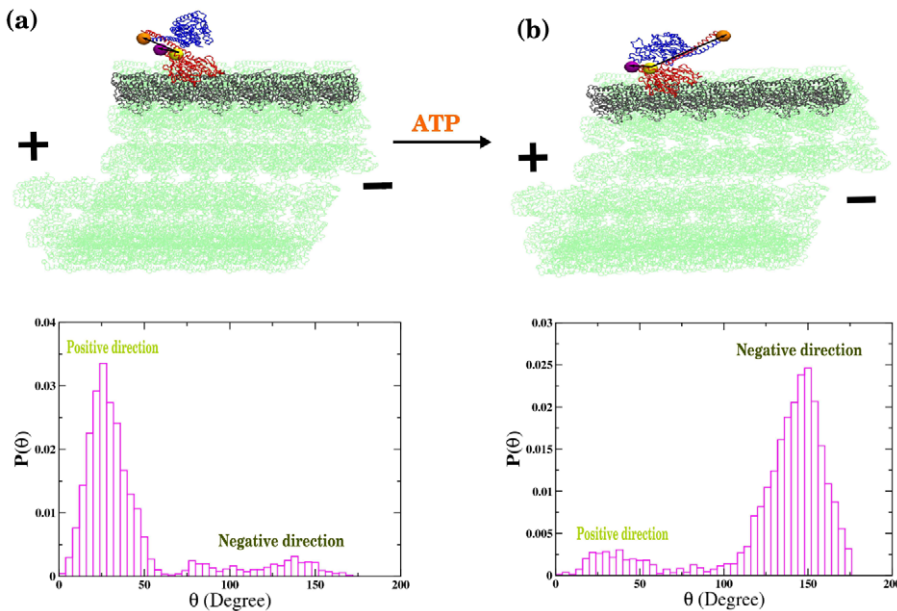 (a)
(b)
ATP
+
−
+
−
0.04
0.03
0.02
0.01
0
P(θ)
Positive direction
Negative direction
0
50
100
150
200
θ (Degree)
0.03
0.025
0.02
0.015
0.01
0.005
0
P(θ)
Negative direction
Positive direction
0
50
100
150
200
θ (Degree)